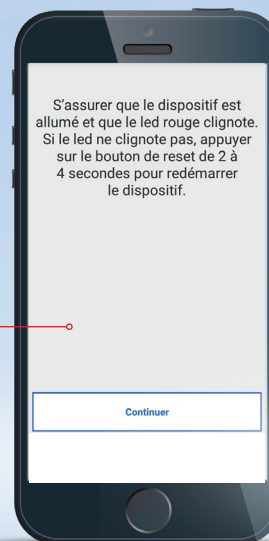 S’assurer que le dispositif est
allumé et que le led rouge clignote.
Si le led ne clignote pas, appuyer
sur le bouton de reset de 2 à
4 secondes pour redémarrer
le dispositif.
Continuer